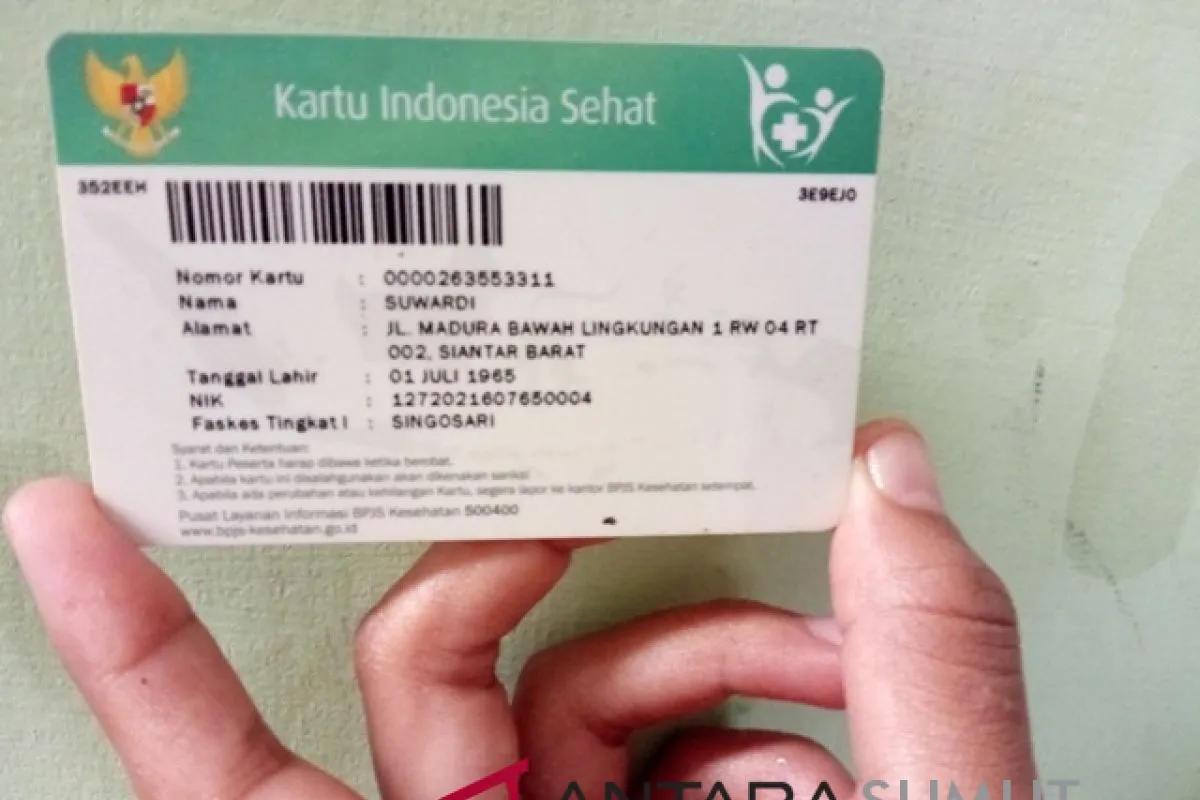 Kartu Indonesia Sehat
352EEH
3E9EJ0
Nomor Kartu : 0000263553311
Nama : SUWARDI
Alamat : JL. MADURA BAWAH LINGKUNGAN 1 RW 04 RT
002, SIANTAR BARAT
Tanggal Lahir : 01 JULI 1965
NIK : 1272021607650004
Faskes Tingkat I : SINGOSARI
Syarat dan Ketentuan:
1. Kartu Peserta harap dibawa ketika berobat.
2. Apabila kartu ini disalahgunakan akan dikenakan sanksi
3. Apabila ada perubahan atau kehilangan Kartu, segera lapor ke kantor BPJS Kesehatan setempat.
Pusat Layanan Informasi BPJS Kesehatan 500400
www.bpjs-kesehatan.go.id
ANTARASUMUT